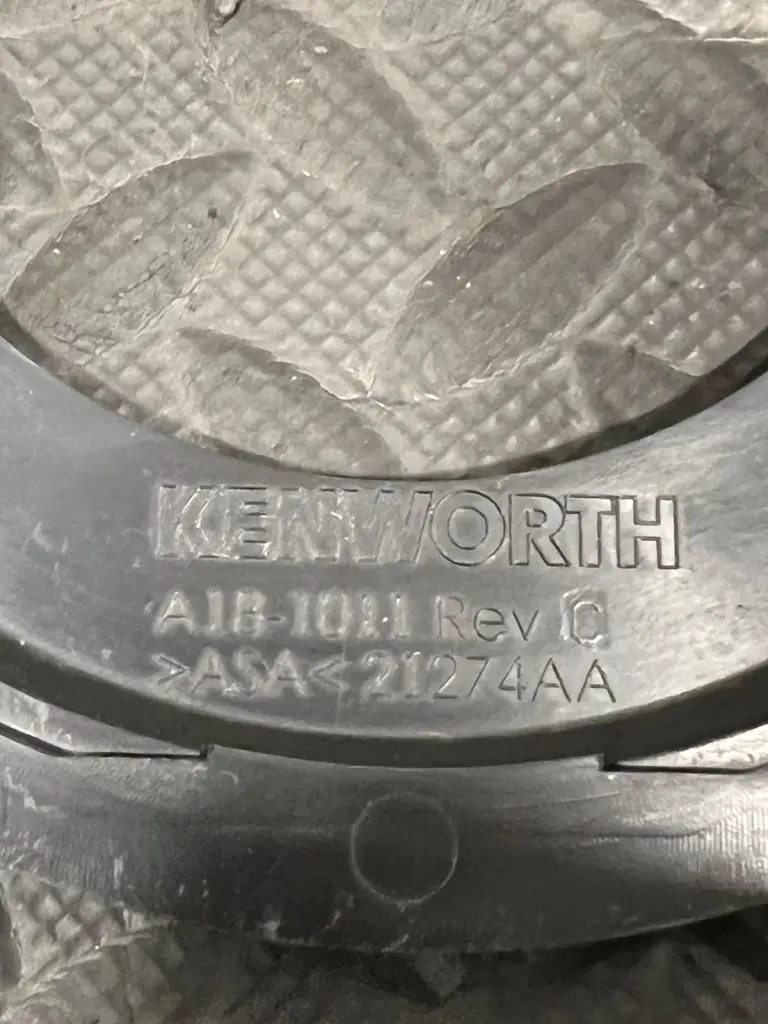 KENWORTH
A18-1011 Rev C
>ASA< 21274AA